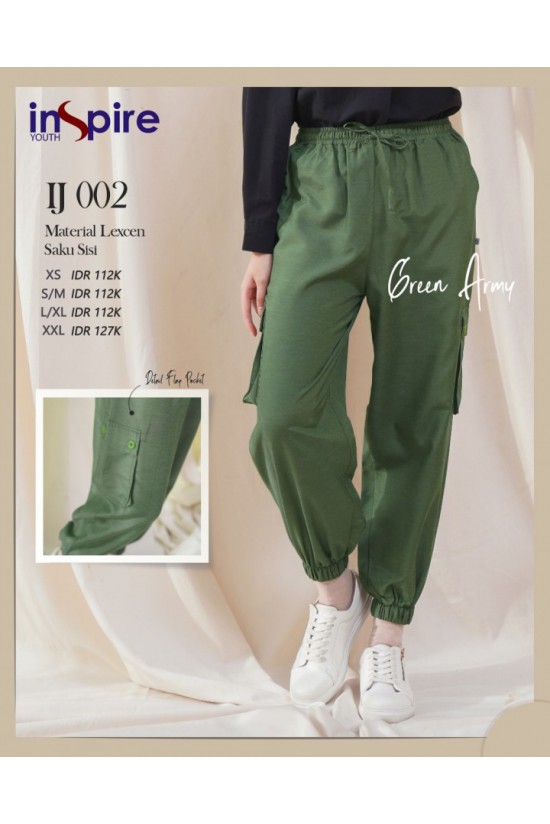 inSpire
YOUTH
IJ 002
Material Lexcen
Saku Sisi
XS IDR 112K
S/M IDR 112K
L/XL IDR 112K
XXL IDR 127K
Green Army
Detail Flap Pocket